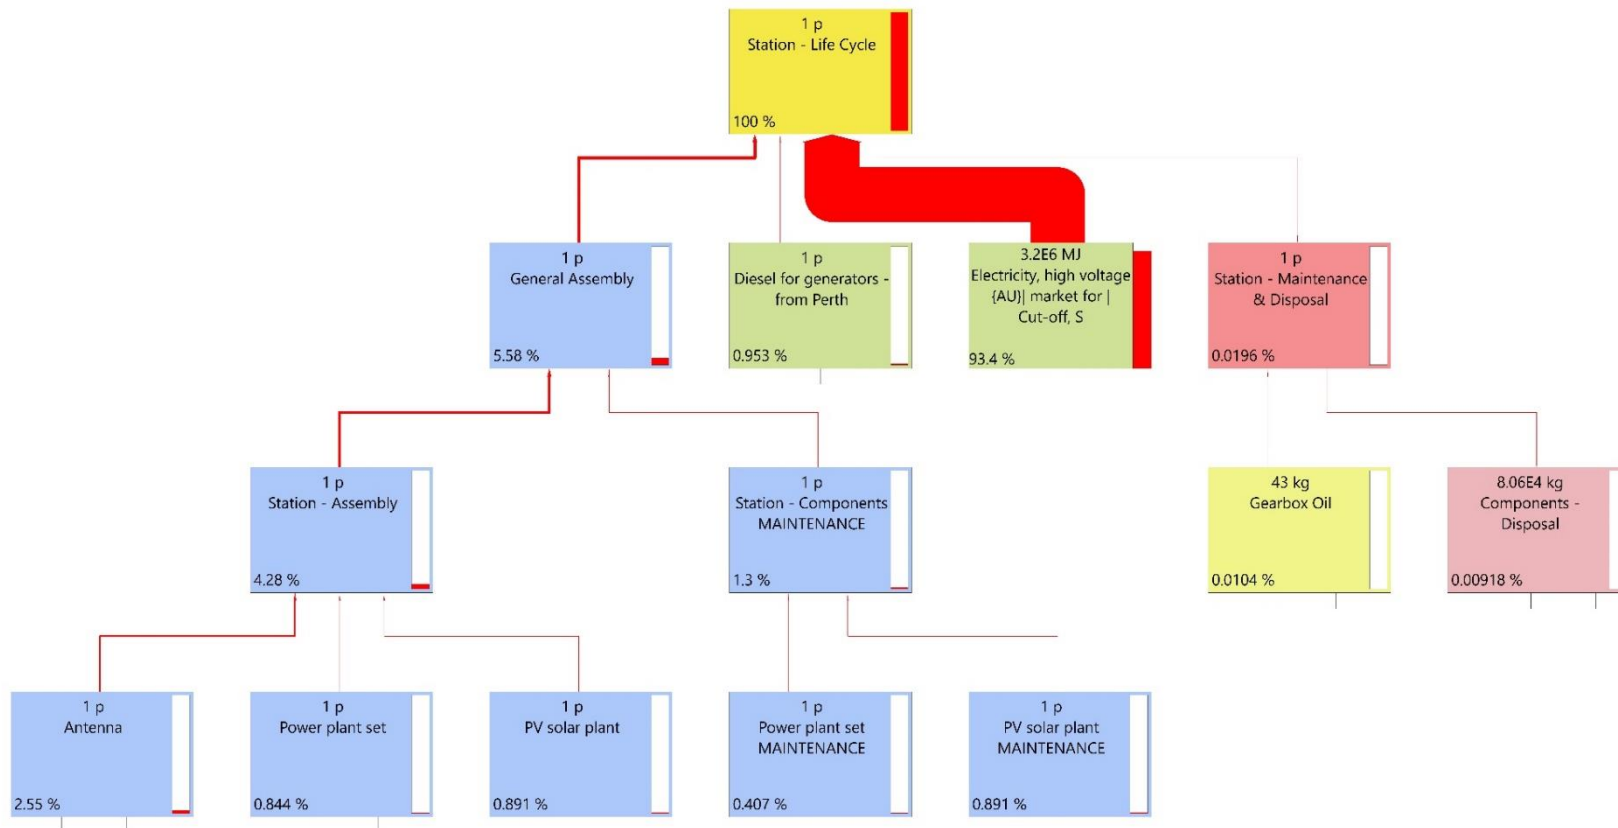 1 p
Station - Life Cycle
100 %
1 p
General Assembly
5.58 %
1 p
Diesel for generators -
from Perth
0.953 %
3.2E6 MJ
Electricity, high voltage
{AU}| market for |
Cut-off, S
93.4 %
1 p
Station - Maintenance
& Disposal
0.0196 %
1 p
Station - Assembly
4.28 %
1 p
Station - Components
MAINTENANCE
1.3 %
43 kg
Gearbox Oil
0.0104 %
8.06E4 kg
Components -
Disposal
0.00918 %
1 p
Antenna
2.55 %
1 p
Power plant set
0.844 %
1 p
PV solar plant
0.891 %
1 p
Power plant set
MAINTENANCE
0.407 %
1 p
PV solar plant
MAINTENANCE
0.891 %